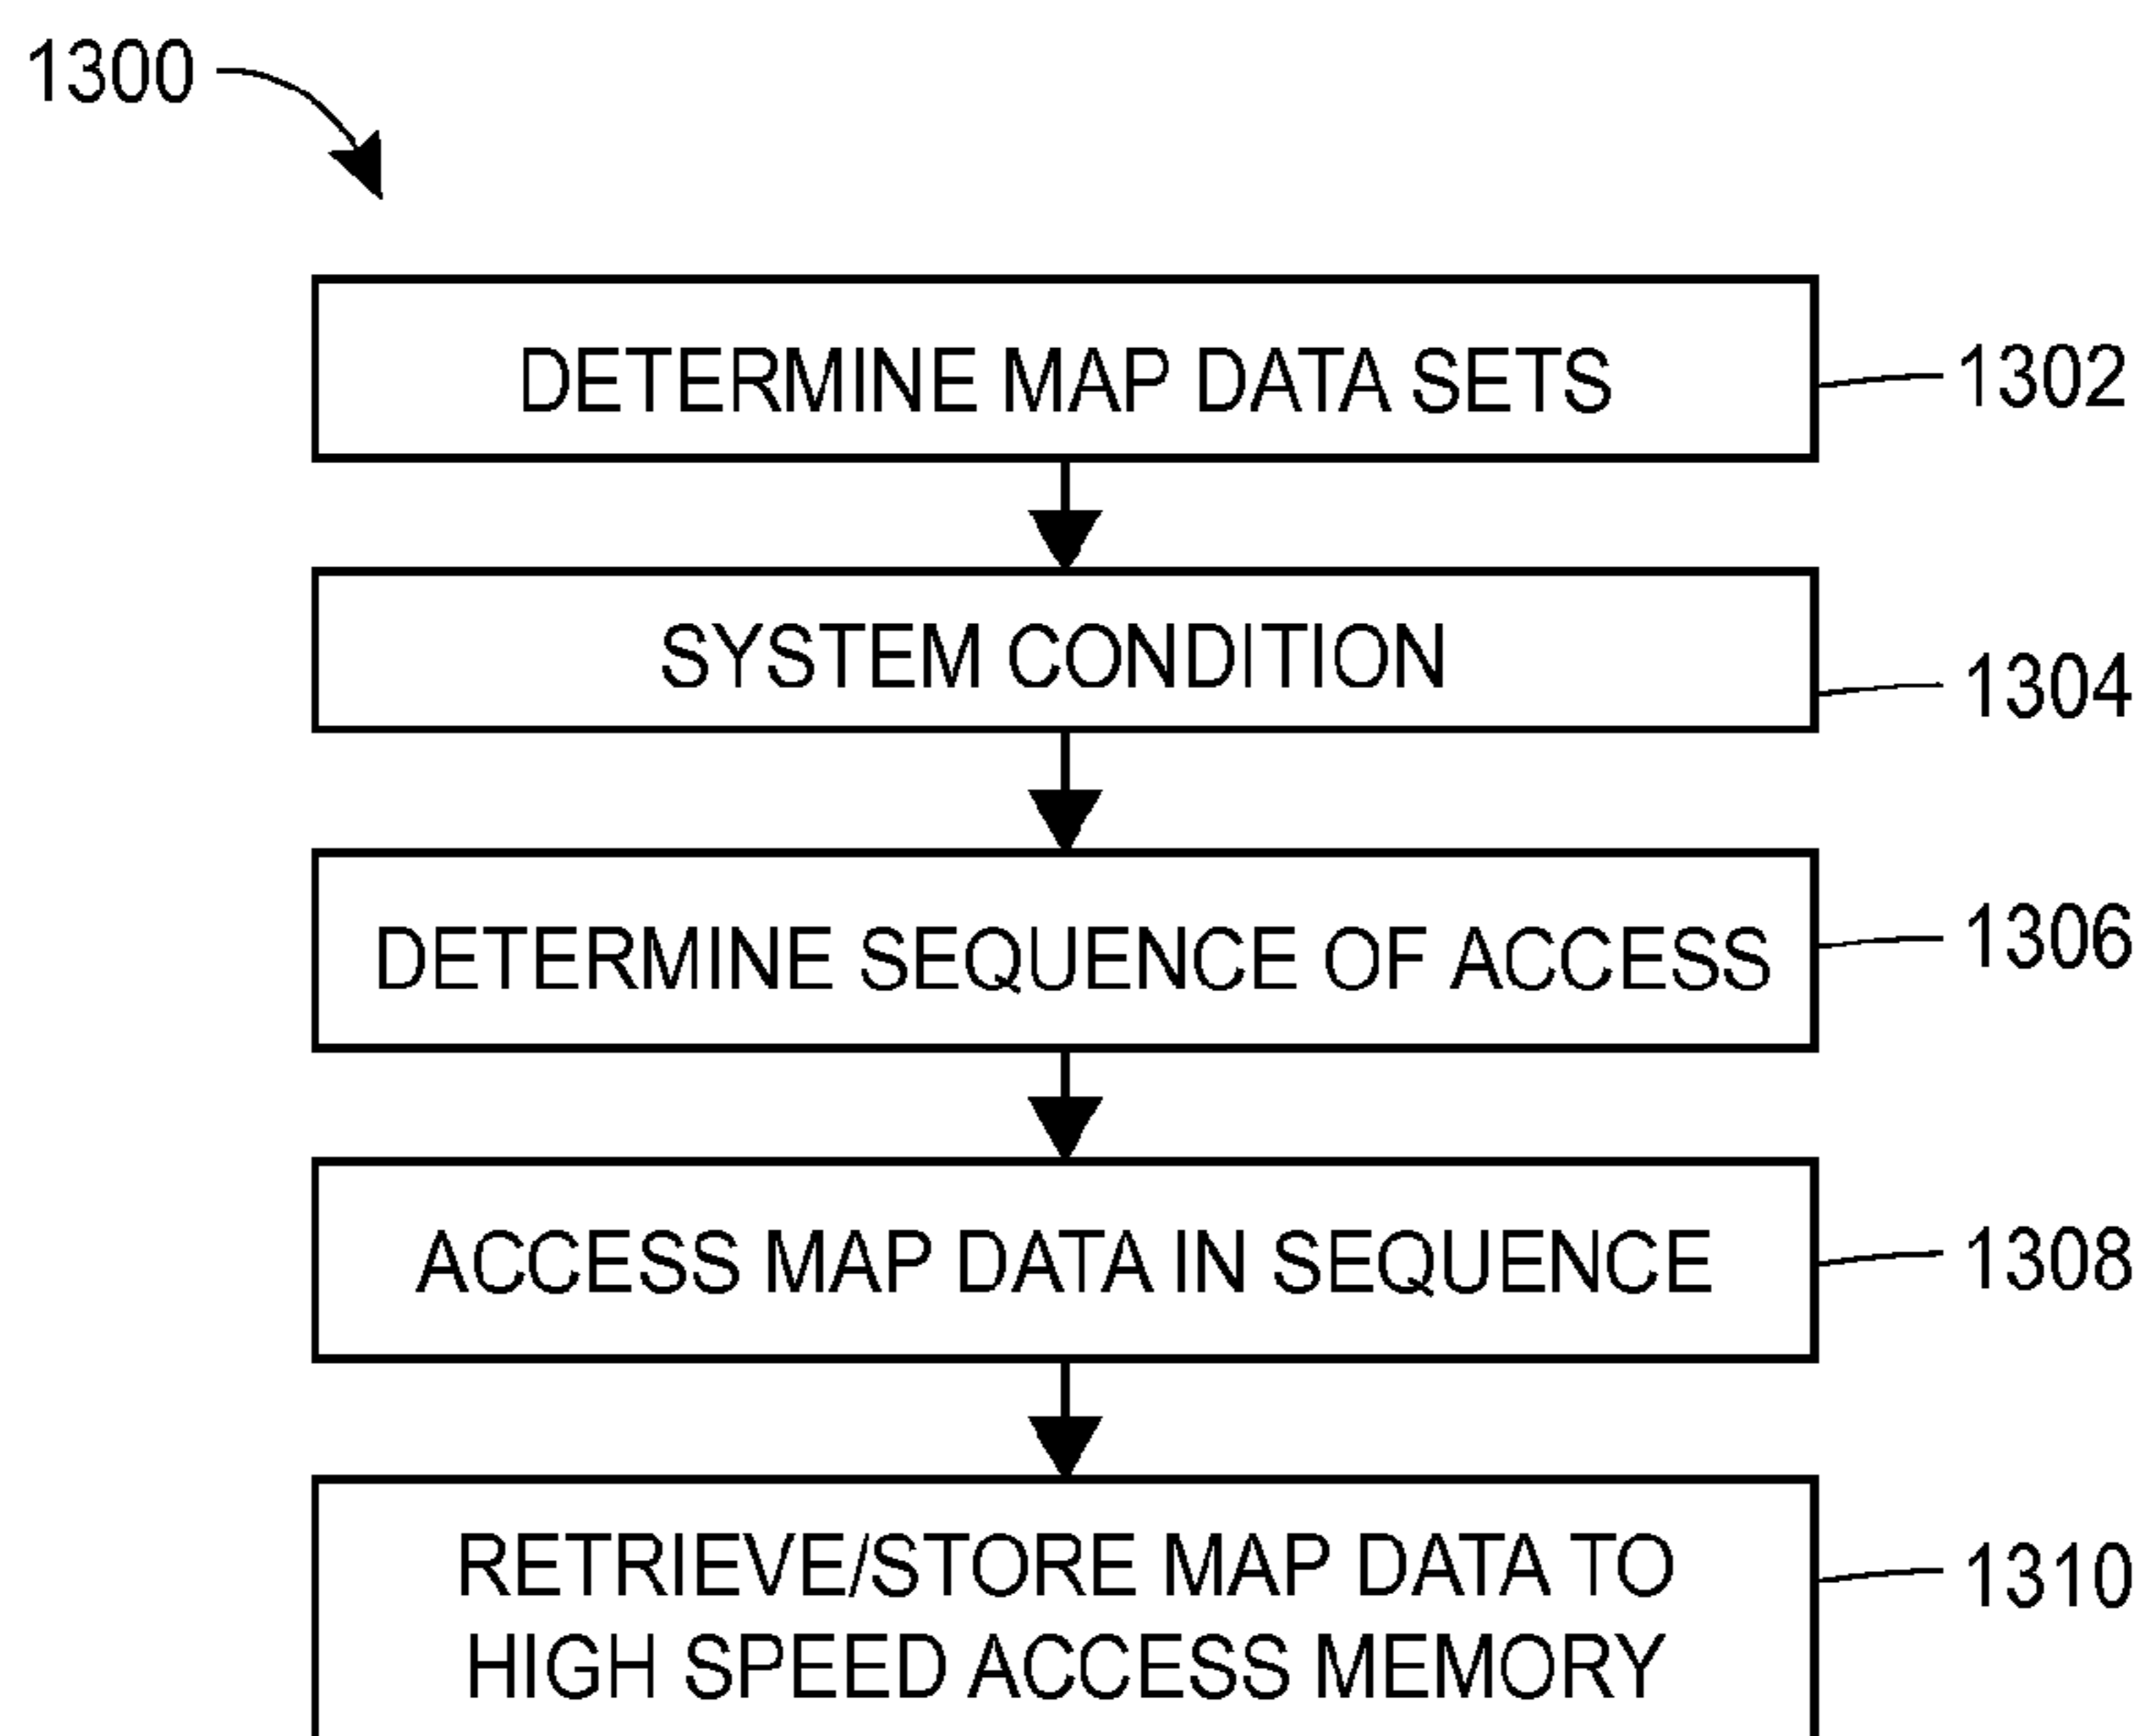 1300
DETERMINE MAP DATA SETS
1302
SYSTEM CONDITION
1304
DETERMINE SEQUENCE OF ACCESS
1306
ACCESS MAP DATA IN SEQUENCE
1308
RETRIEVE/STORE MAP DATA TO
HIGH SPEED ACCESS MEMORY
1310